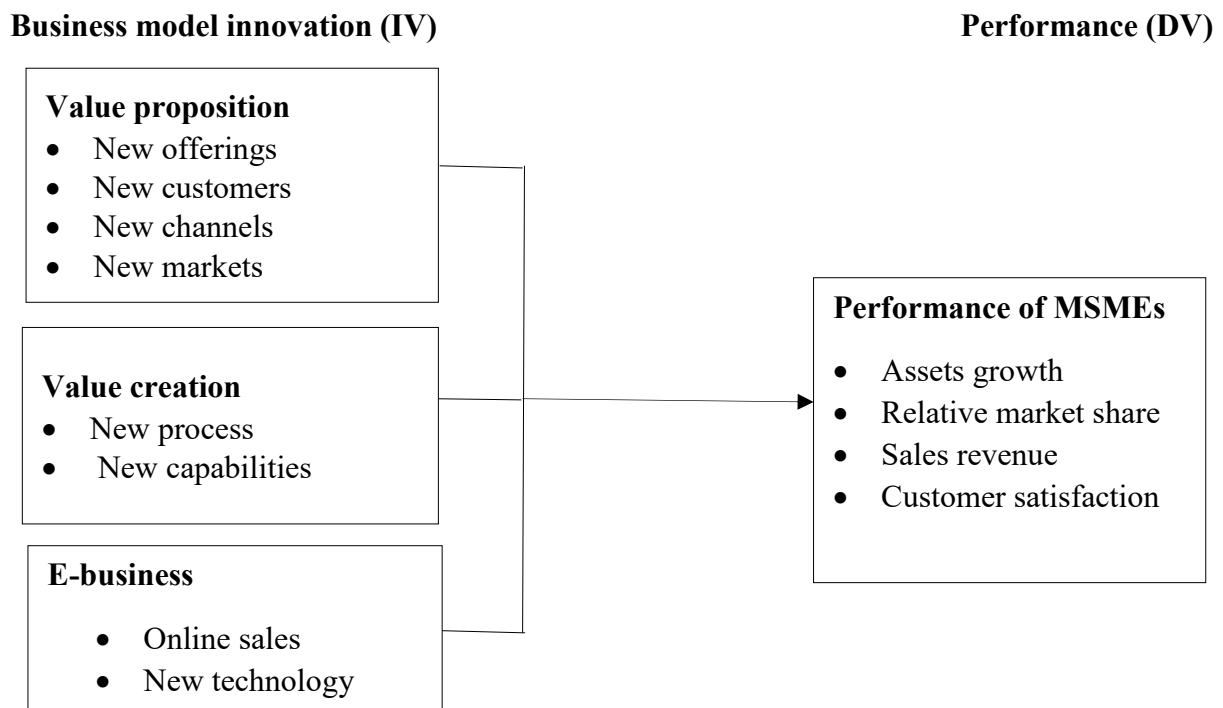 Business model innovation (IV)
Performance (DV)
Value proposition
• New offerings
• New customers
• New channels
• New markets
Value creation
• New process
• New capabilities
E-business
• Online sales
• New technology
Performance of MSMEs
• Assets growth
• Relative market share
• Sales revenue
• Customer satisfaction